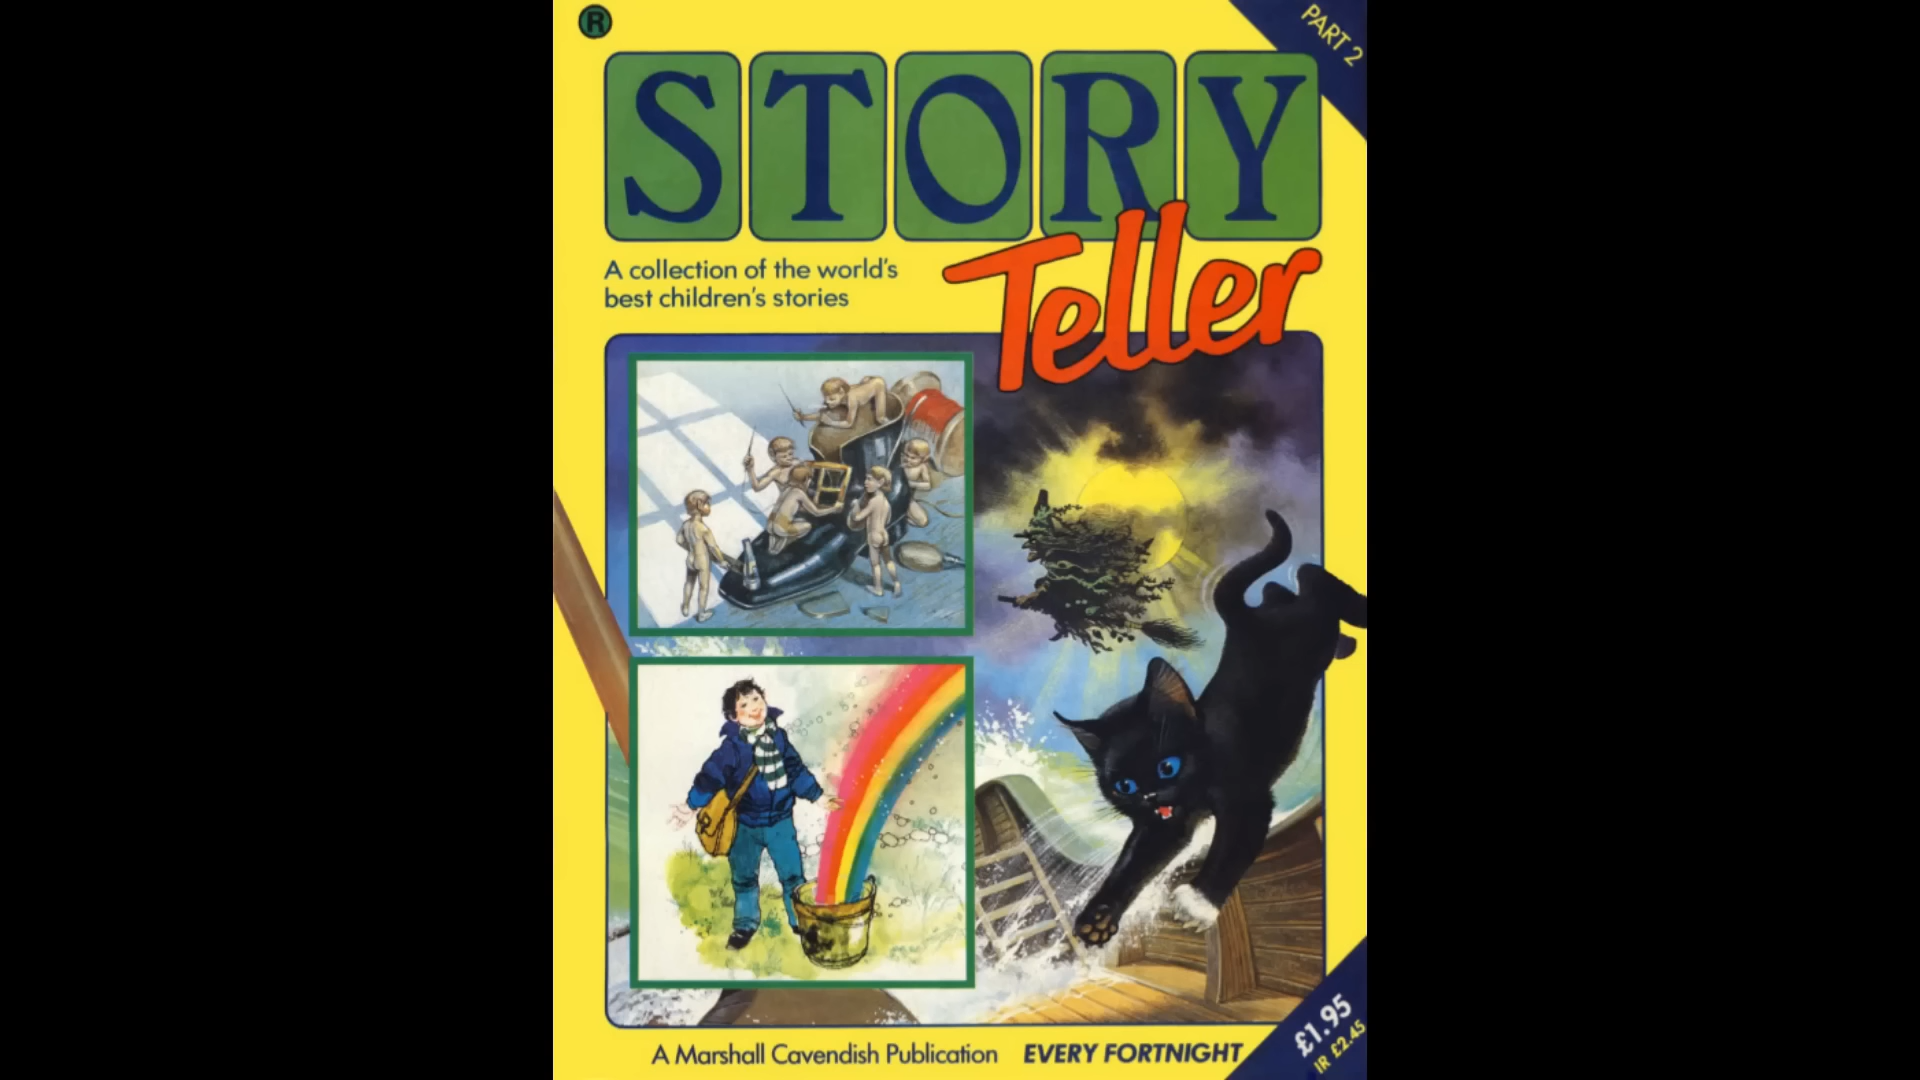 R
PART 2
STORY
Teller
A collection of the world's
best children's stories
A Marshall Cavendish Publication
EVERY FORTNIGHT
£1.95
IR £2.45